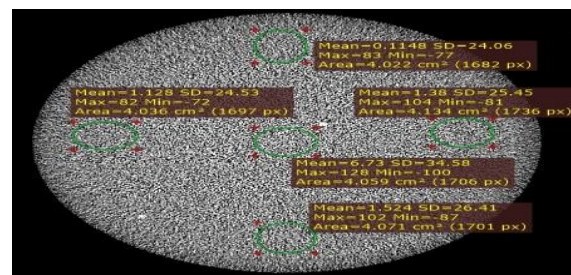 Mean=0.1148 SD=24.06
Max=83 Min=-77
Area=4.022 cm² (1682 px)
Mean=1.128 SD=24.53
Max=82 Min=-72
Area=4.036 cm² (1697 px)
Mean=1.38 SD=25.45
Max=104 Min=-81
Area=4.134 cm² (1736 px)
Mean=6.73 SD=34.58
Max=128 Min=-100
Area=4.059 cm² (1706 px)
Mean=1.524 SD=26.41
Max=102 Min=-87
Area=4.071 cm² (1701 px)